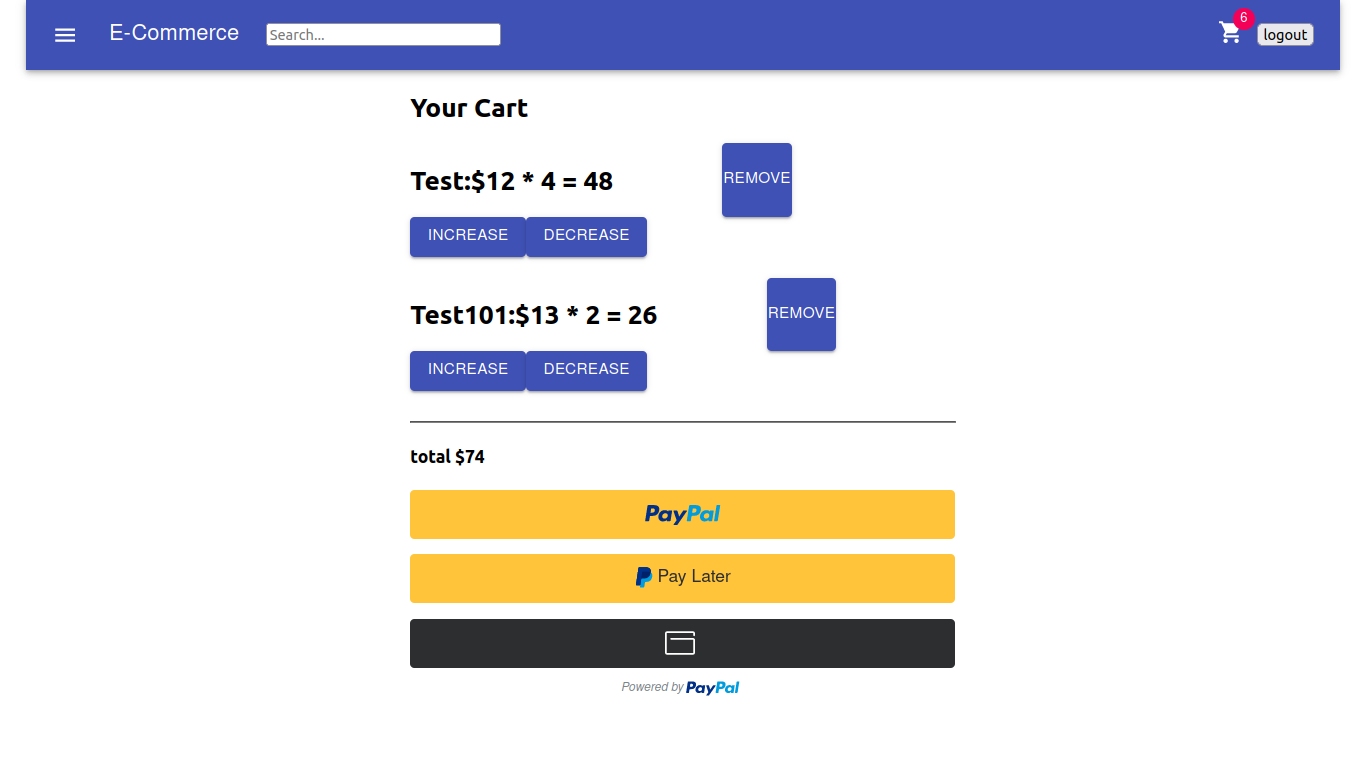 E-Commerce
Search...
6
logout
Your Cart
Test:$12 * 4 = 48
REMOVE
INCREASE
DECREASE
Test101:$13 * 2 = 26
REMOVE
INCREASE
DECREASE
total $74
PayPal
Pay Later
Powered by PayPal